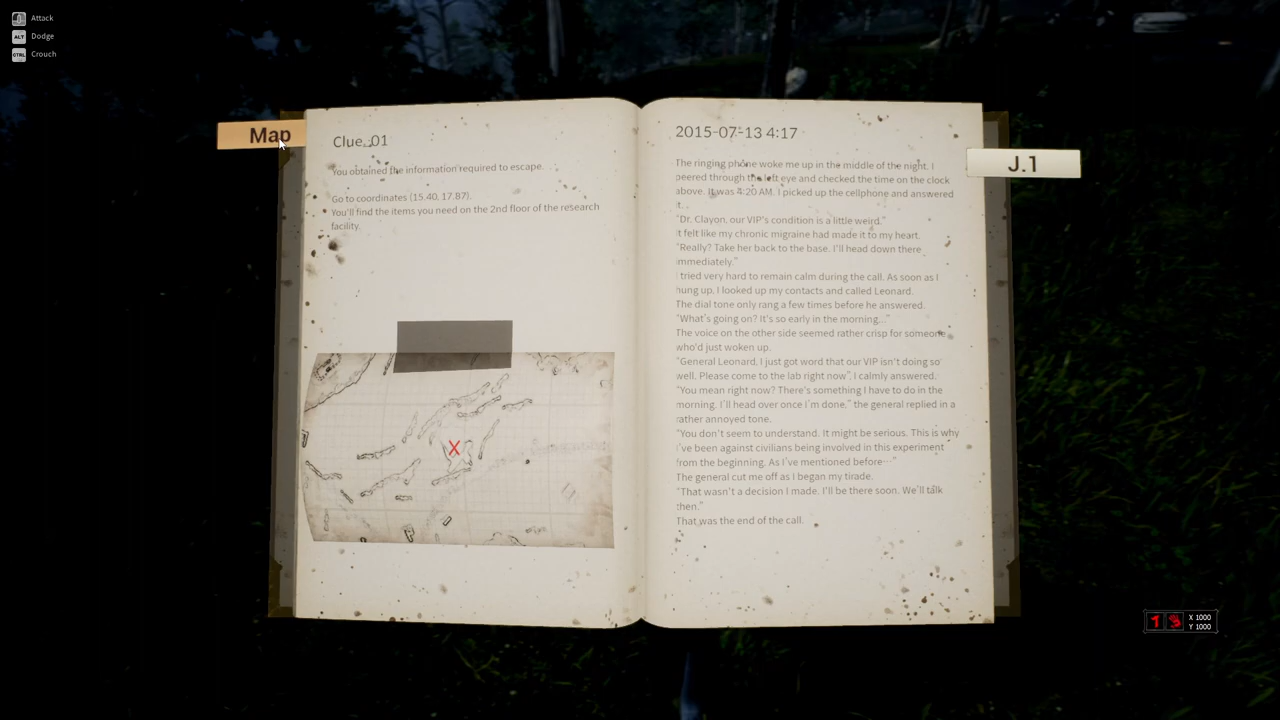 Attack
ALT Dodge
CTRL Crouch
Map
Clue. 01
You obtained the information required to escape.
Go to coordinates (15.40, 17.87).
You'll find the items you need on the 2nd floor of the research
facility.
X
2015-07-13 4:17
J.1
The ringing phone woke me up in the middle of the night. I
peered through the left eye and checked the time on the clock
above. It was 4:20 AM. I picked up the cellphone and answered
it.
"Dr. Clayon, our VIP's condition is a little weird."
It felt like my chronic migraine had made it to my heart.
"Really? Take her back to the base. I'll head down there
immediately."
I tried very hard to remain calm during the call. As soon as I
hung up, I looked up my contacts and called Leonard.
The dial tone only rang a few times before he answered.
"What's going on? It's so early in the morning..."
The voice on the other side seemed rather crisp for someone
who'd just woken up.
"General Leonard, I just got word that our VIP isn't doing so
well. Please come to the lab right now", I calmly answered.
"You mean right now? There's something I have to do in the
morning. I'll head over once I'm done," the general replied in a
rather annoyed tone.
"You don't seem to understand. It might be serious. This is why
I've been against civilians being involved in this experiment
from the beginning. As I've mentioned before…"
The general cut me off as I began my tirade.
"That wasn't a decision I made. I'll be there soon. We'll talk
then."
That was the end of the call.
X 1000
Y 1000